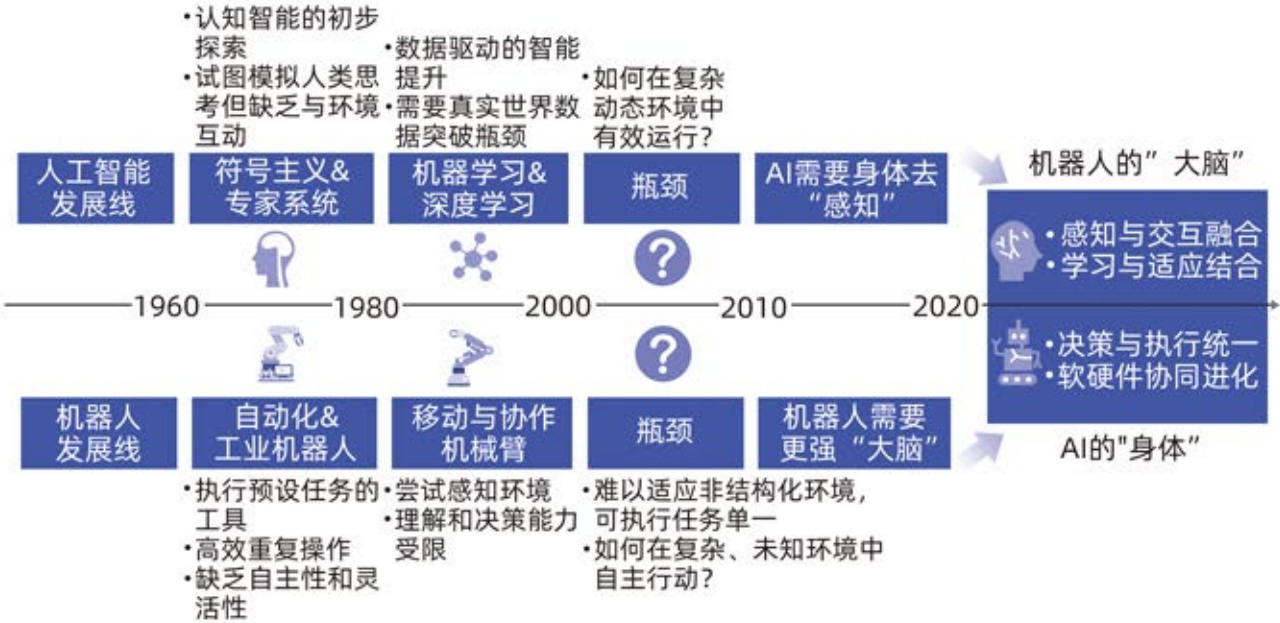 •认知智能的初步
探索
•试图模拟人类思
考但缺乏与环境
互动
•数据驱动的智能
提升
•需要真实世界数
据突破瓶颈
•如何在复杂
动态环境中
有效运行？
人工智能
发展线
符号主义&
专家系统
机器学习&
深度学习
瓶颈
AI需要身体去
“感知”
机器人的”大脑”
•感知与交互融合
•学习与适应结合
?
1960
1980
2000
2010
2020
?
•决策与执行统一
•软硬件协同进化
AI的"身体”
机器人
发展线
自动化&
工业机器人
移动与协作
机械臂
瓶颈
机器人需要
更强“大脑”
•执行预设任务的
工具
•高效重复操作
•缺乏自主性和灵
活性
•尝试感知环境
•理解和决策能力
受限
•难以适应非结构化环境，
可执行任务单一
•如何在复杂、未知环境中
自主行动？